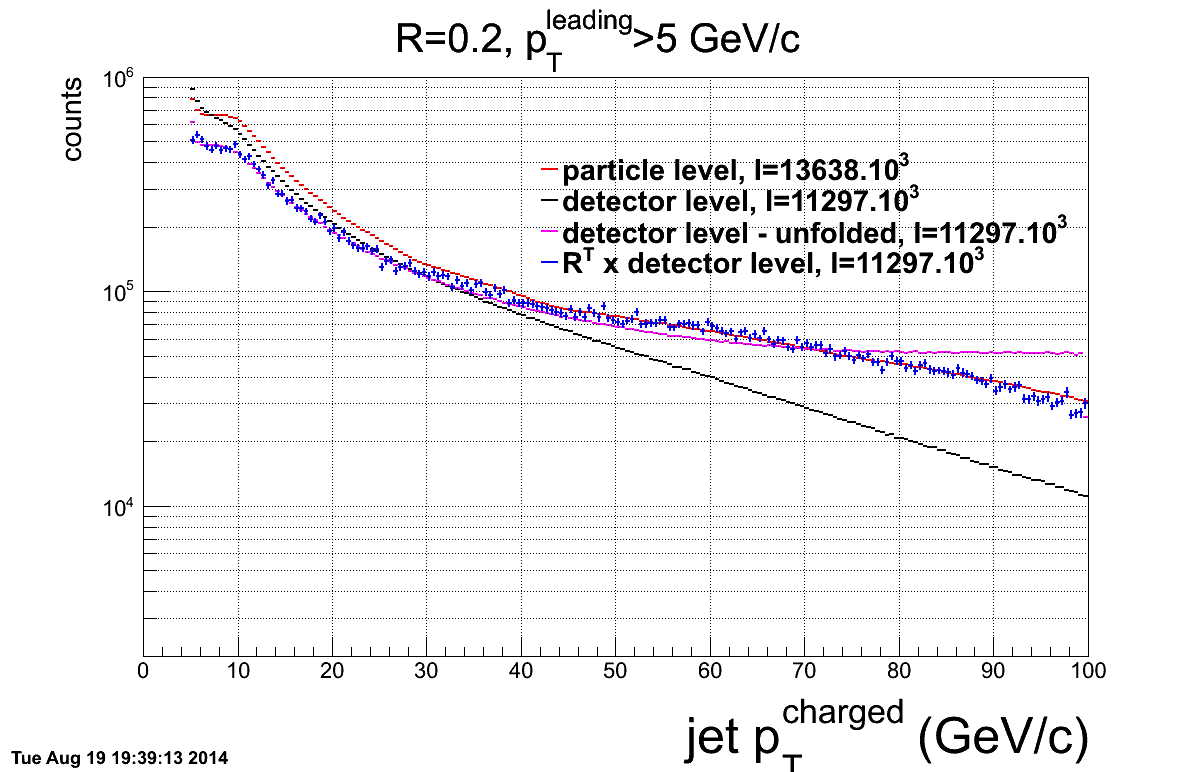 R=0.2, p_T^leading>5 GeV/c
counts
10^6
10^5
10^4
particle level, I=13638.10^3
detector level, I=11297.10^3
detector level - unfolded, I=11297.10^3
R^T x detector level, I=11297.10^3
0 10 20 30 40 50 60 70 80 90 100
jet p_T^charged (GeV/c)
Tue Aug 19 19:39:13 2014